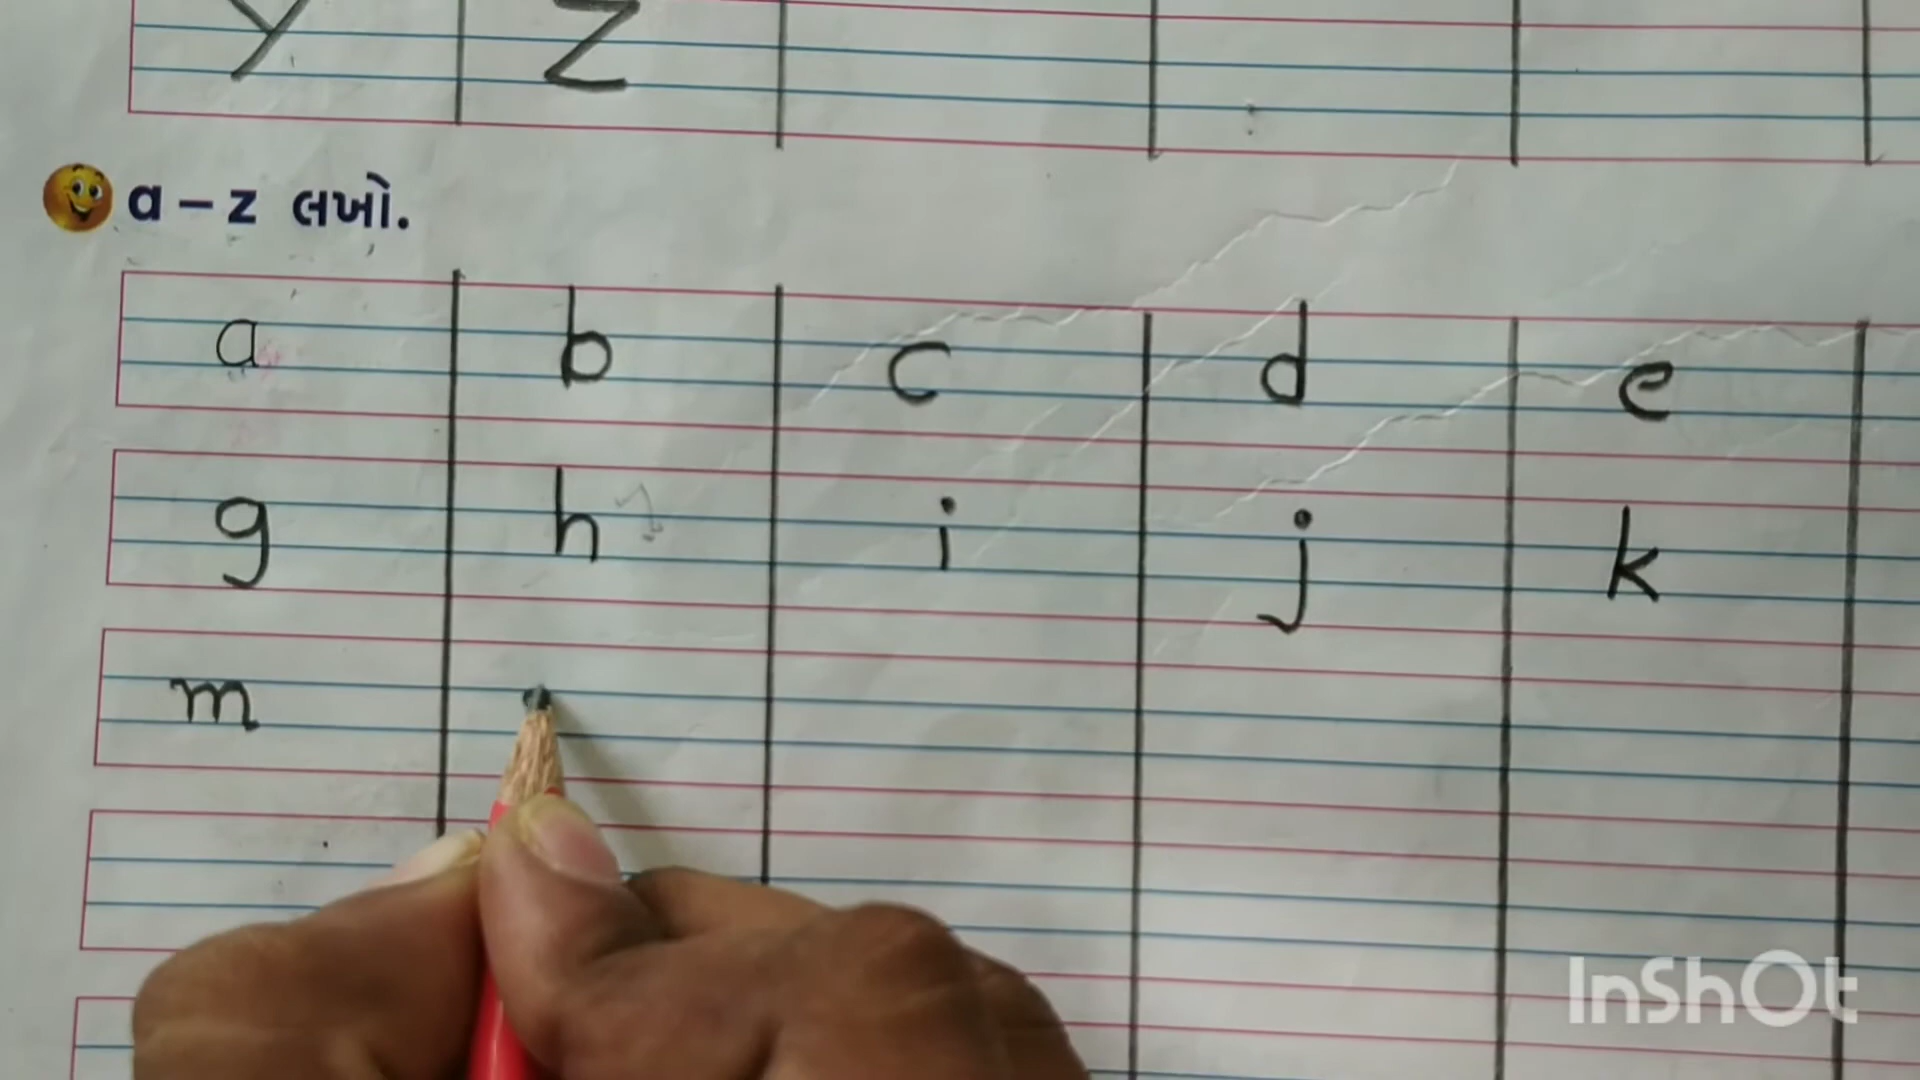 Y Z
a – z લખો.
a b c d e
g h i j k
m
InShOt